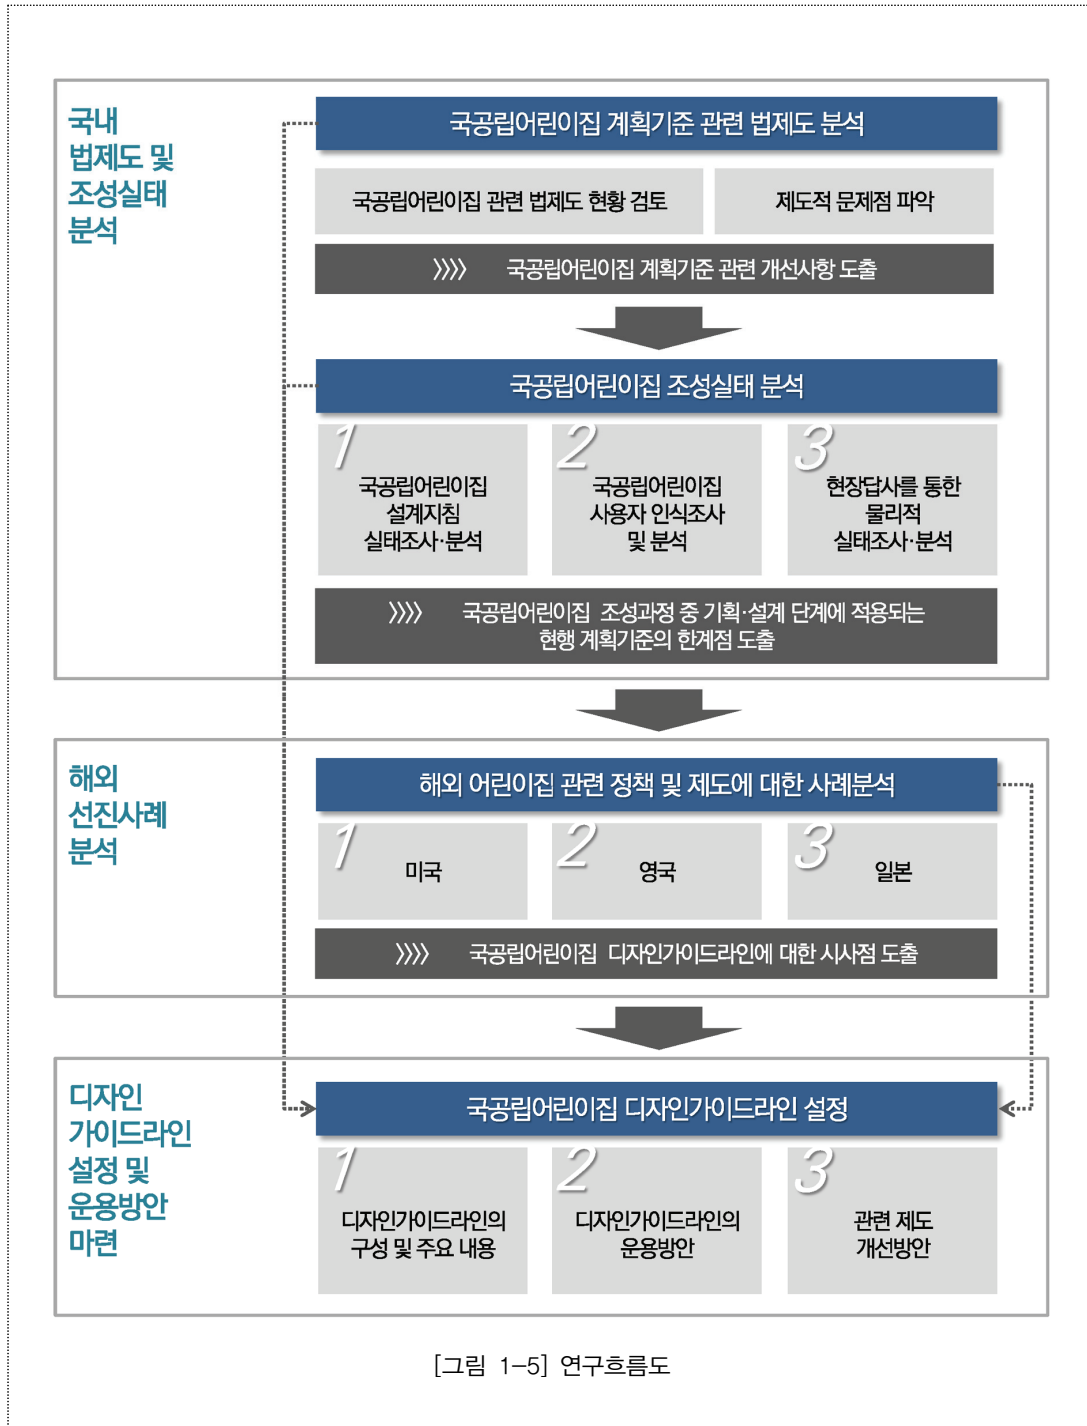 국내
법제도 및
조성실태
분석
국공립어린이집 계획기준 관련 법제도 분석
국공립어린이집 관련 법제도 현황 검토
제도적 문제점 파악
》》 국공립어린이집 계획기준 관련 개선사항 도출
국공립어린이집 조성실태 분석
1
국공립어린이집
설계지침
실태조사·분석
2
국공립어린이집
사용자 인식조사
및 분석
3
현장답사를 통한
물리적
실태조사·분석
》》 국공립어린이집 조성과정 중 기획·설계 단계에 적용되는
현행 계획기준의 한계점 도출
해외
선진사례
분석
해외 어린이집 관련 정책 및 제도에 대한 사례분석
1
미국
2
영국
3
일본
》》 국공립어린이집 디자인가이드라인에 대한 시사점 도출
디자인
가이드라인
설정 및
운용방안
마련
국공립어린이집 디자인가이드라인 설정
1
디자인가이드라인의
구성 및 주요 내용
2
디자인가이드라인의
운용방안
3
관련 제도
개선방안
[그림 1-5] 연구흐름도